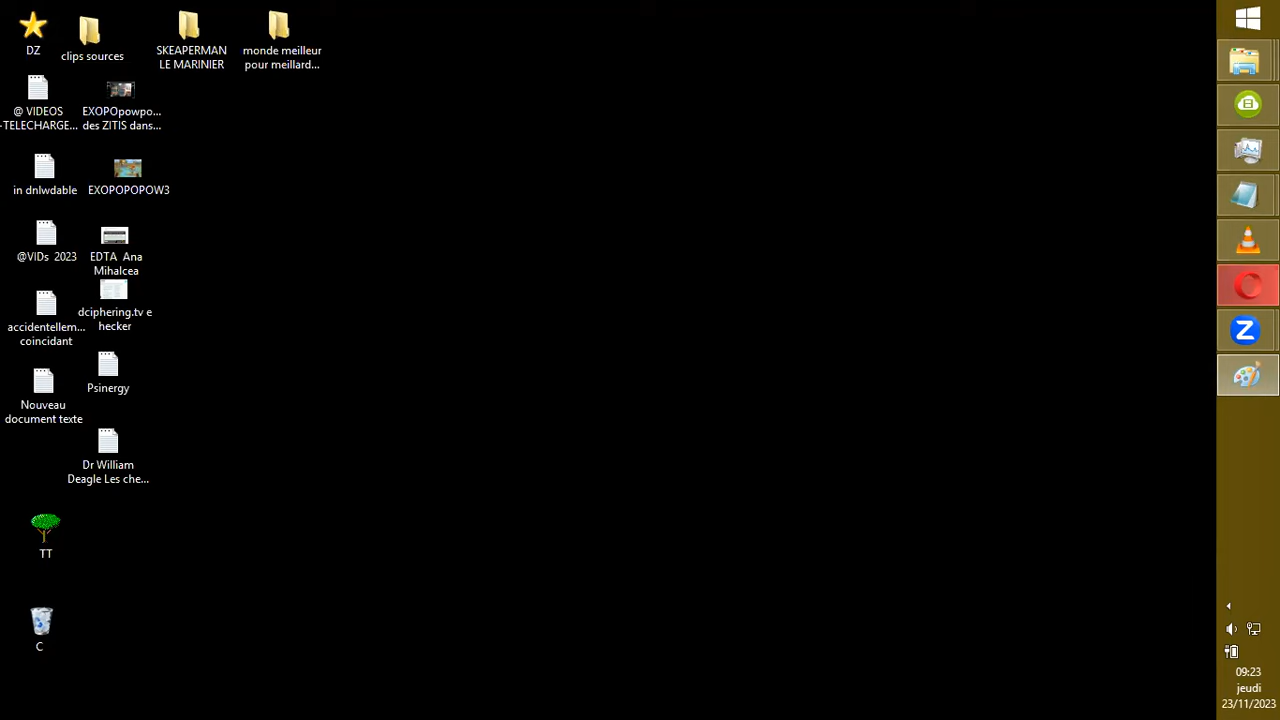 DZ
clips sources
SKEAPERMAN
LE MARINIER
monde meilleur
pour meillard...
@ VIDEOS
-TELECHARGE...
EXOPOpowpo...
des ZITIS dans...
in dnlwdable
EXOPOPOPOW3
@VIDs 2023
EDTA Ana
Mihalcea
accidentellem...
coincidant
dciphering.tv e
hecker
Nouveau
document texte
Psinergy
Dr William
Deagle Les che...
TT
C
09:23
jeudi
23/11/2023